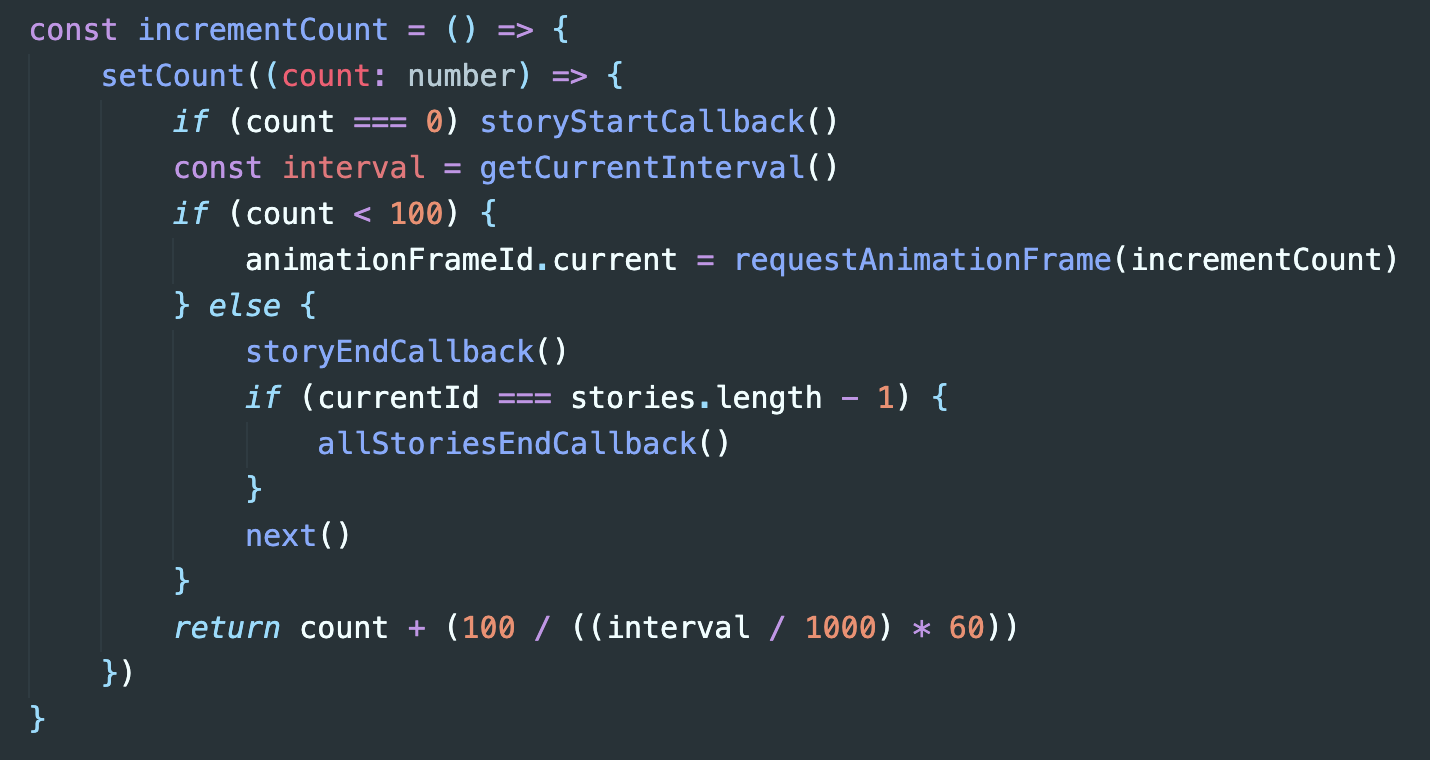 const incrementCount = () => {
    setCount((count: number) => {
        if (count === 0) storyStartCallback()
        const interval = getCurrentInterval()
        if (count < 100) {
            animationFrameId.current = requestAnimationFrame(incrementCount)
        } else {
            storyEndCallback()
            if (currentId === stories.length - 1) {
                allStoriesEndCallback()
            }
            next()
        }
        return count + (100 / ((interval / 1000) * 60))
    })
}